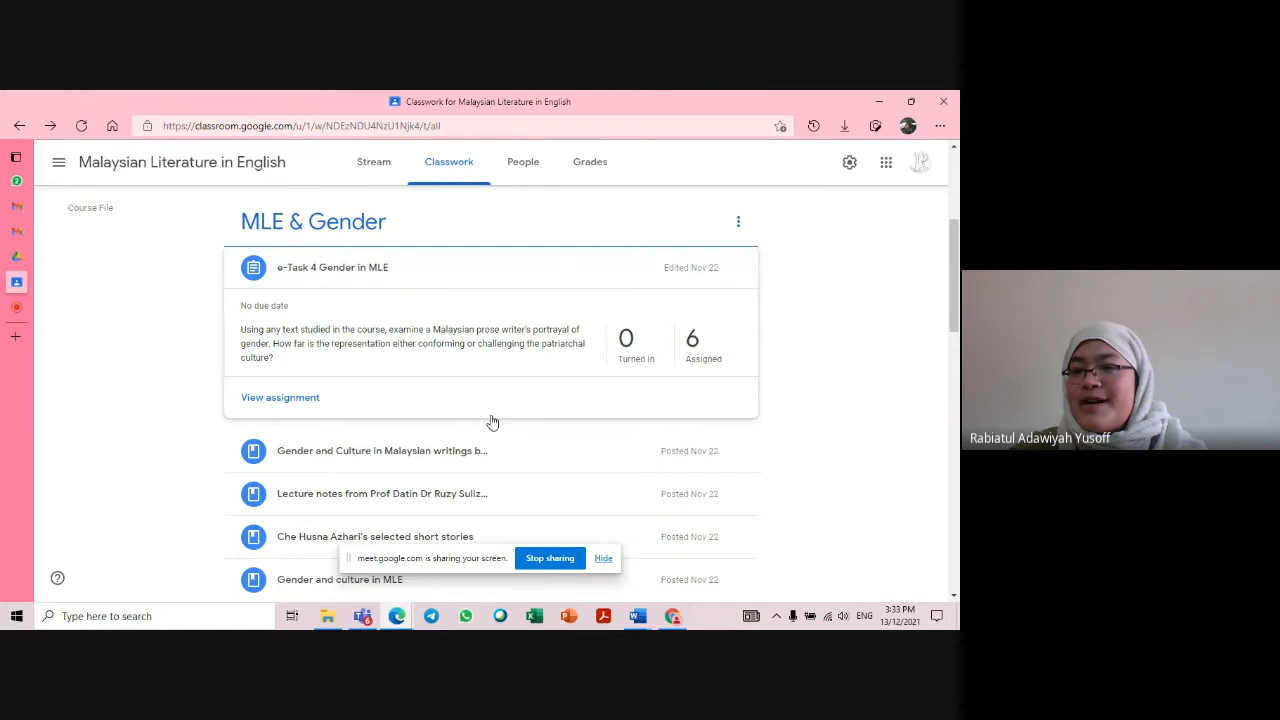 Classwork for Malaysian Literature in English
https://classroom.google.com/u/1/w/NDEzNDU4NzU1Njk4/t/all
Malaysian Literature in English
Stream
Classwork
People
Grades
Course File
MLE & Gender
e-Task 4 Gender in MLE
Edited Nov 22
No due date
Using any text studied in the course, examine a Malaysian prose writer's portrayal of
gender. How far is the representation either conforming or challenging the patriarchal
culture?
0
Turned in
6
Assigned
View assignment
Gender and Culture in Malaysian writings b...
Posted Nov 22
Lecture notes from Prof Datin Dr Ruzy Suliz...
Posted Nov 22
Che Husna Azhari's selected short stories
Posted Nov 22
meet.google.com is sharing your screen.
Stop sharing
Hide
Gender and culture in MLE
Posted Nov 22
Rabiatul Adawiyah Yusoff
Type here to search
ENG
3:33 PM
13/12/2021